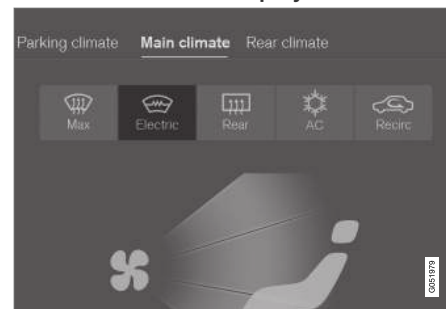 Parking climate Main climate Rear climate
Max Electric Rear AC Recirc
G051979